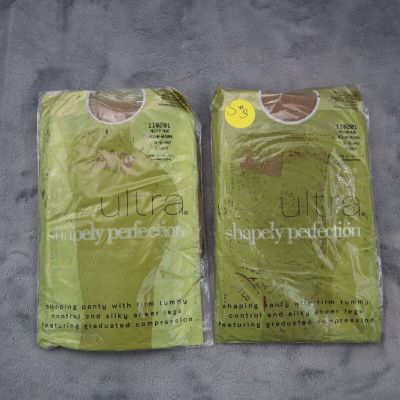 110201
ultra
shapely perfection
shaping panty with firm tummy
control and silky sheer legs
featuring graduated compression
110201
ultra
shapely perfection
shaping panty with firm tummy
control and silky sheer legs
featuring graduated compression